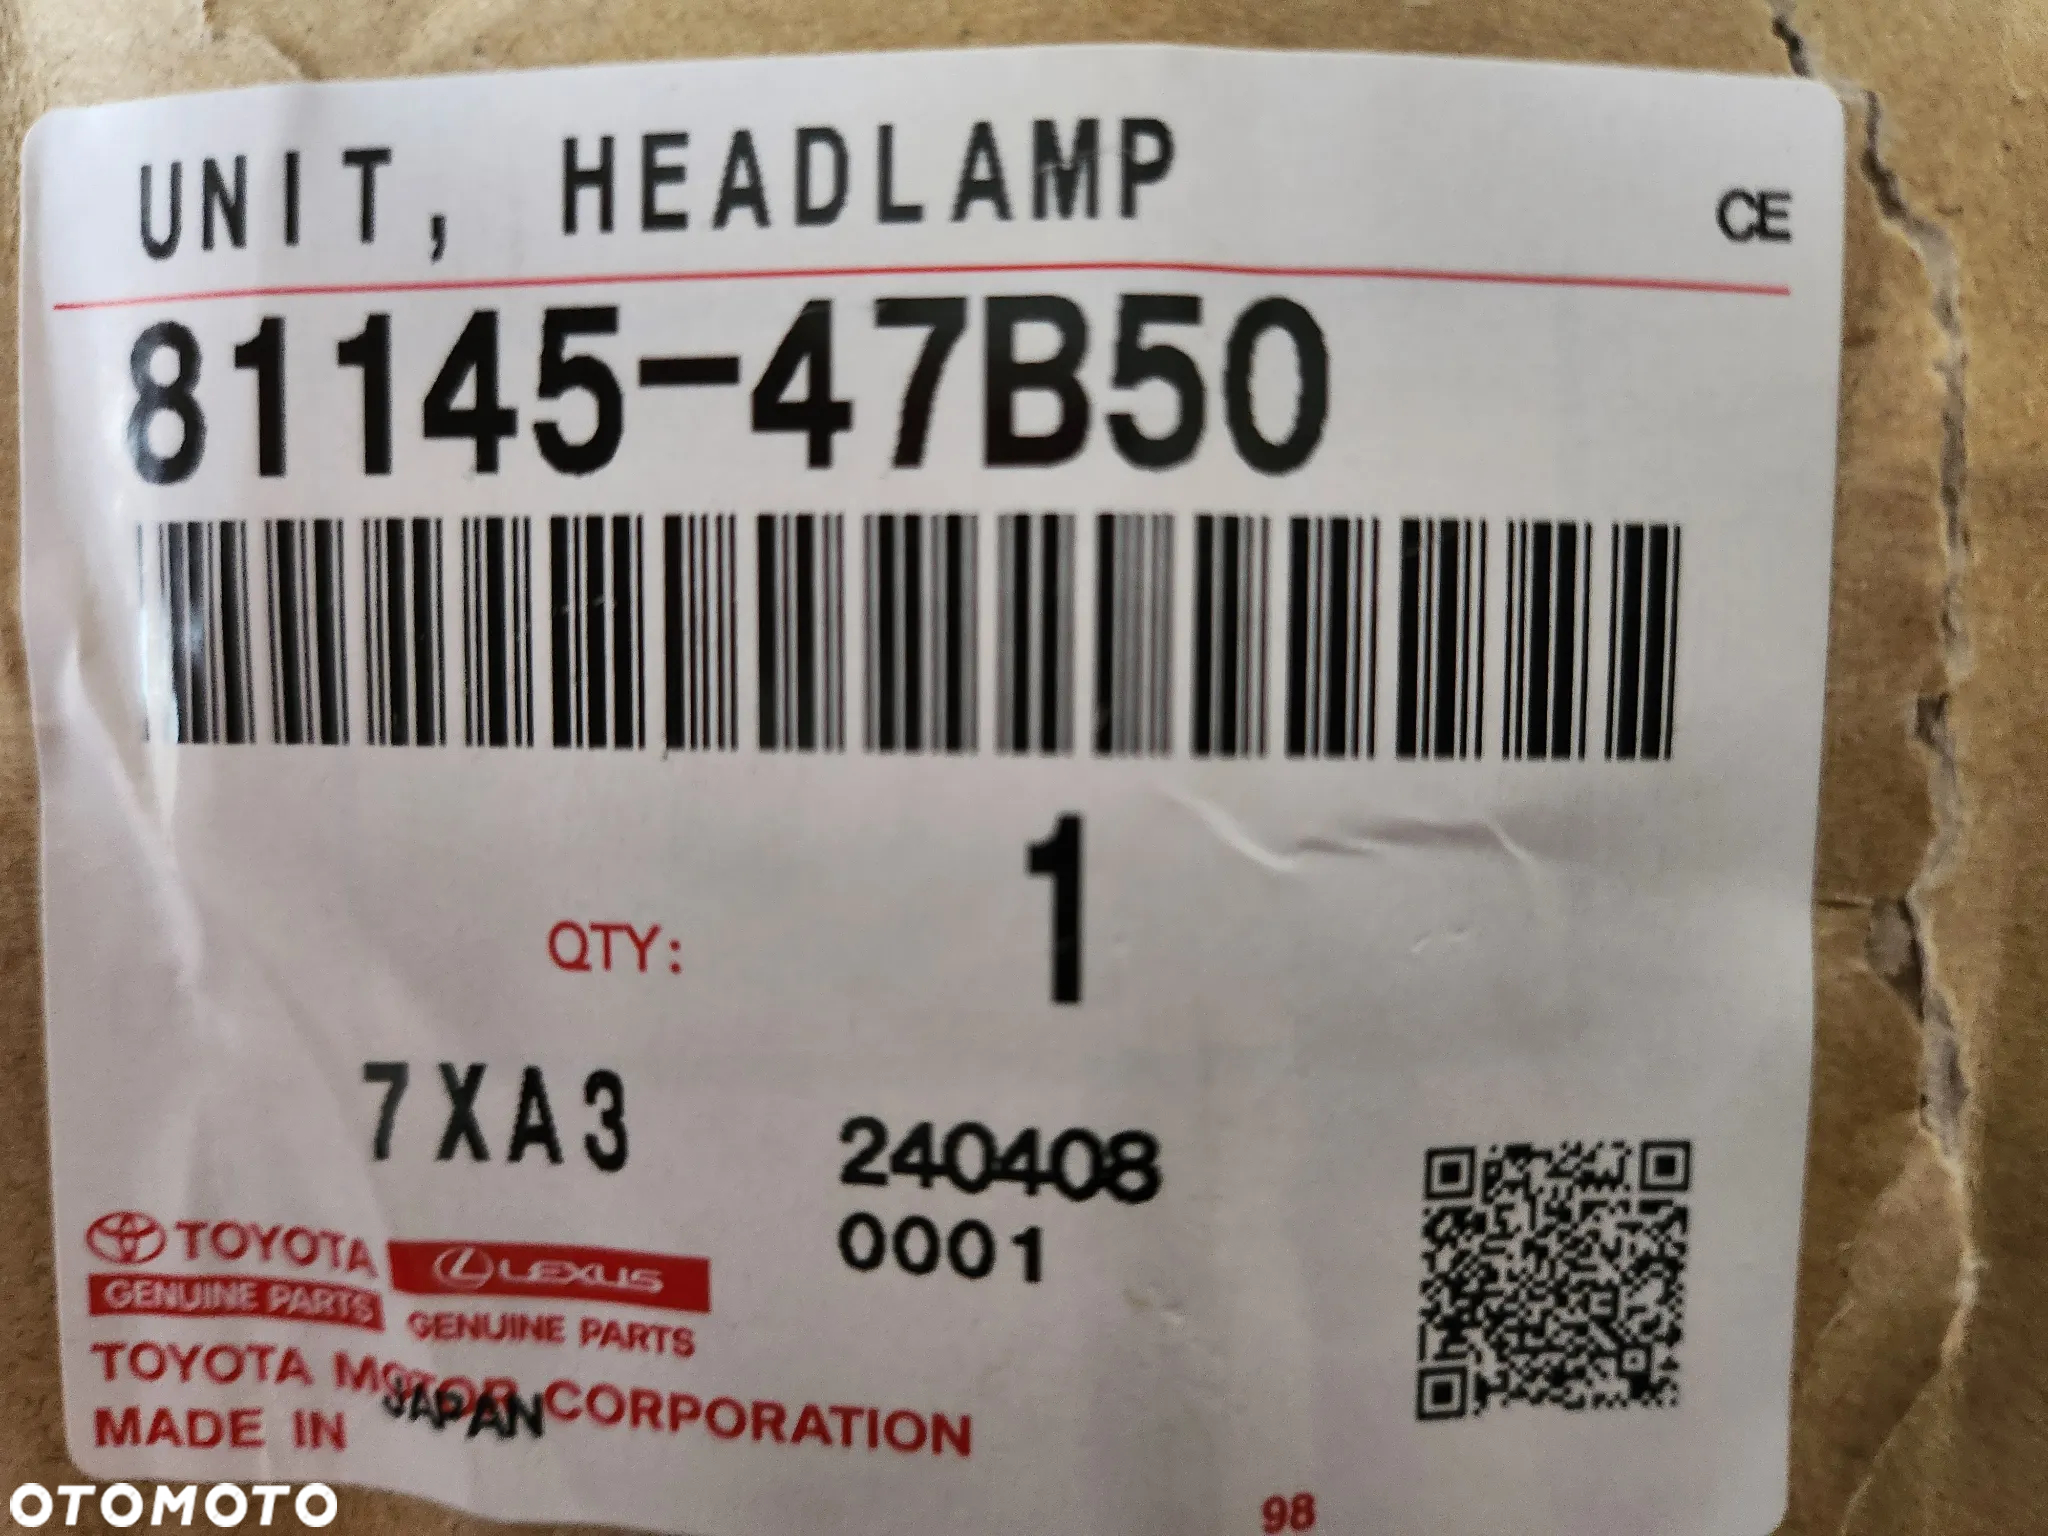 UNIT, HEADLAMP
CE
81145-47B50
QTY: 1
7XA3
240408
0001
TOYOTA
GENUINE PARTS
LEXUS
GENUINE PARTS
TOYOTA MOTOR CORPORATION
MADE IN JAPAN
98
OTOMOTO